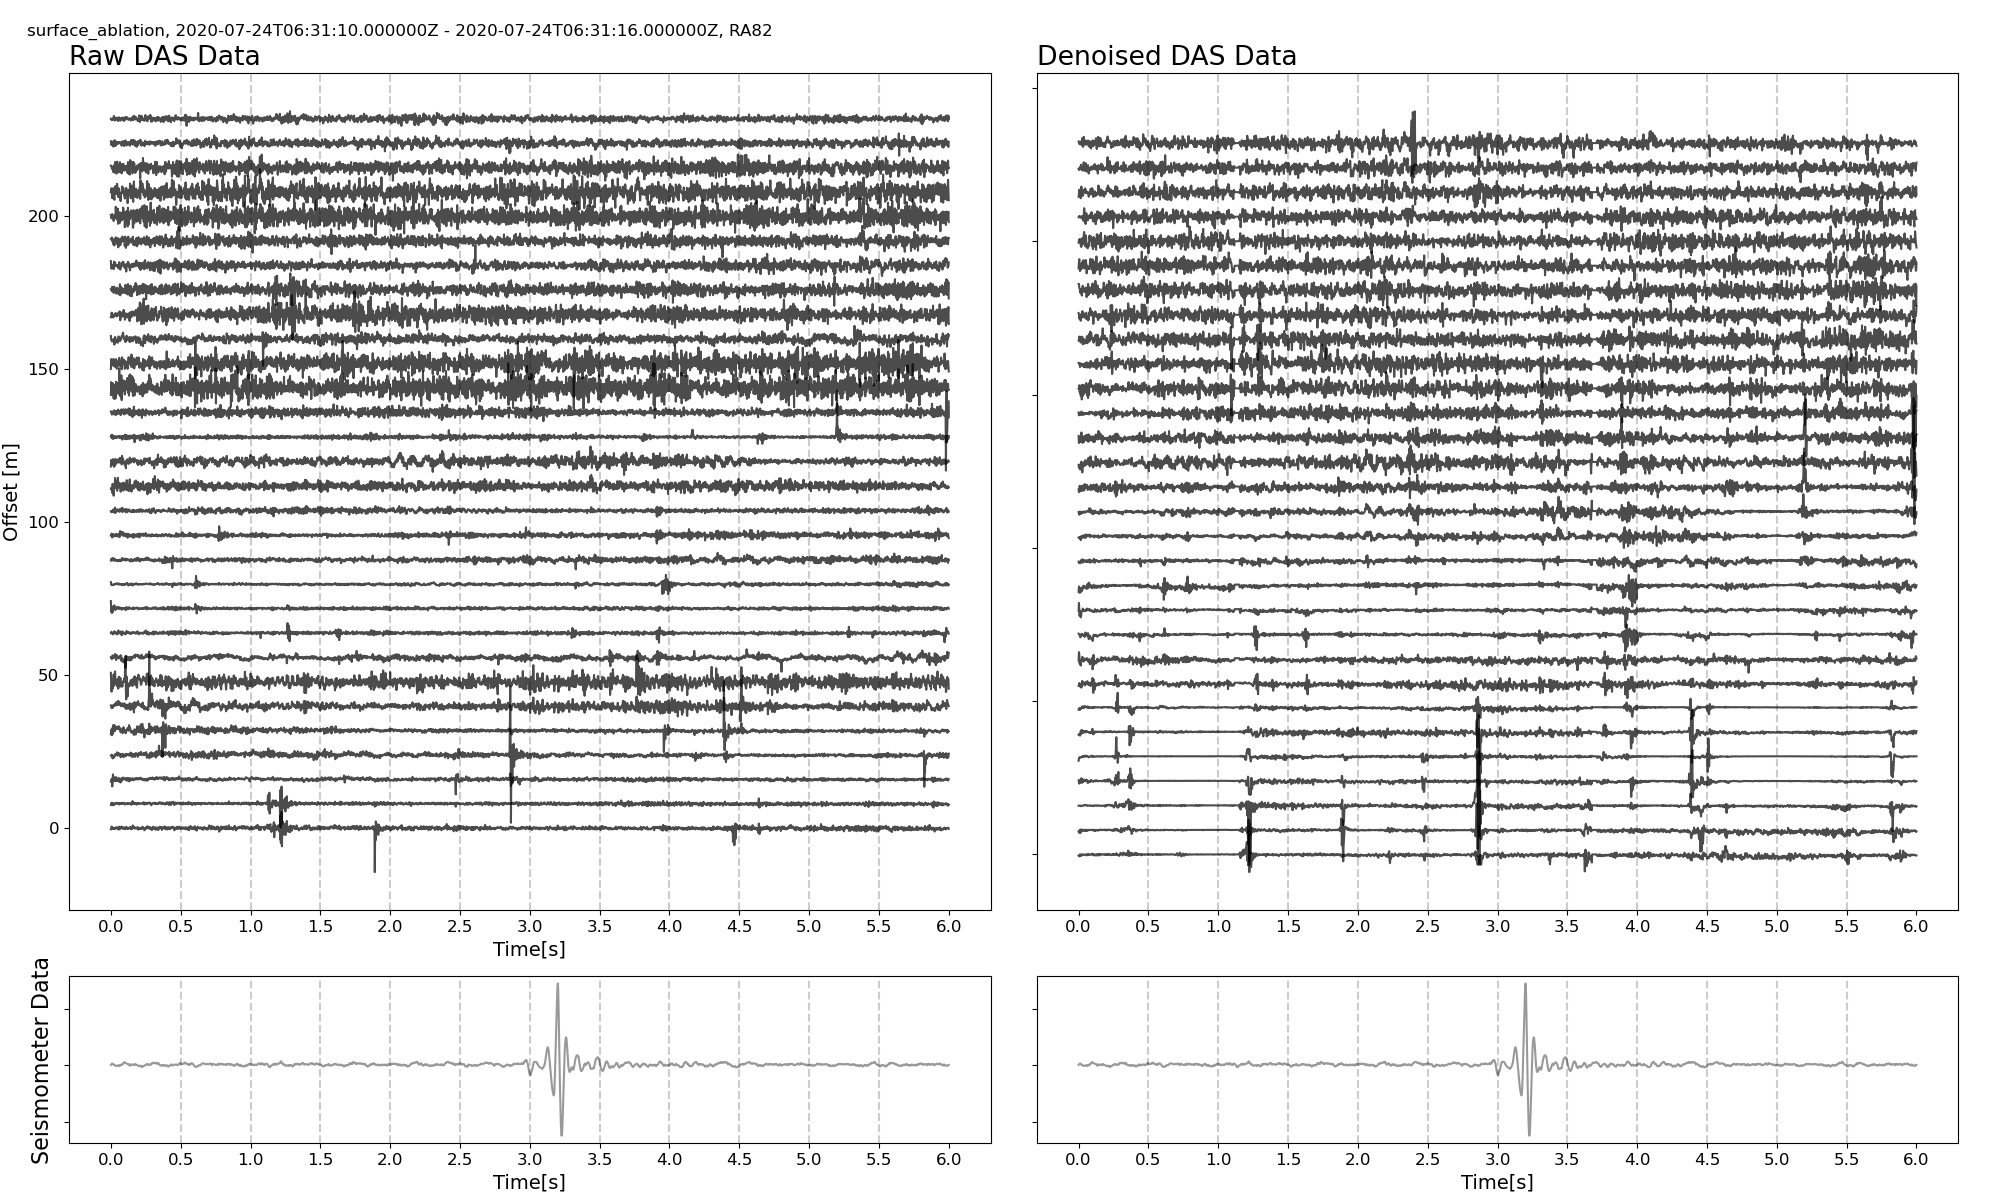 surface_ablation, 2020-07-24T06:31:10.000000Z - 2020-07-24T06:31:16.000000Z, RA82
Raw DAS Data
Denoised DAS Data
Offset [m]
200
150
100
50
0
0.0 0.5 1.0 1.5 2.0 2.5 3.0 3.5 4.0 4.5 5.0 5.5 6.0
Time[s]
0.0 0.5 1.0 1.5 2.0 2.5 3.0 3.5 4.0 4.5 5.0 5.5 6.0
Seismometer Data
0.0 0.5 1.0 1.5 2.0 2.5 3.0 3.5 4.0 4.5 5.0 5.5 6.0
Time[s]
0.0 0.5 1.0 1.5 2.0 2.5 3.0 3.5 4.0 4.5 5.0 5.5 6.0
Time[s]